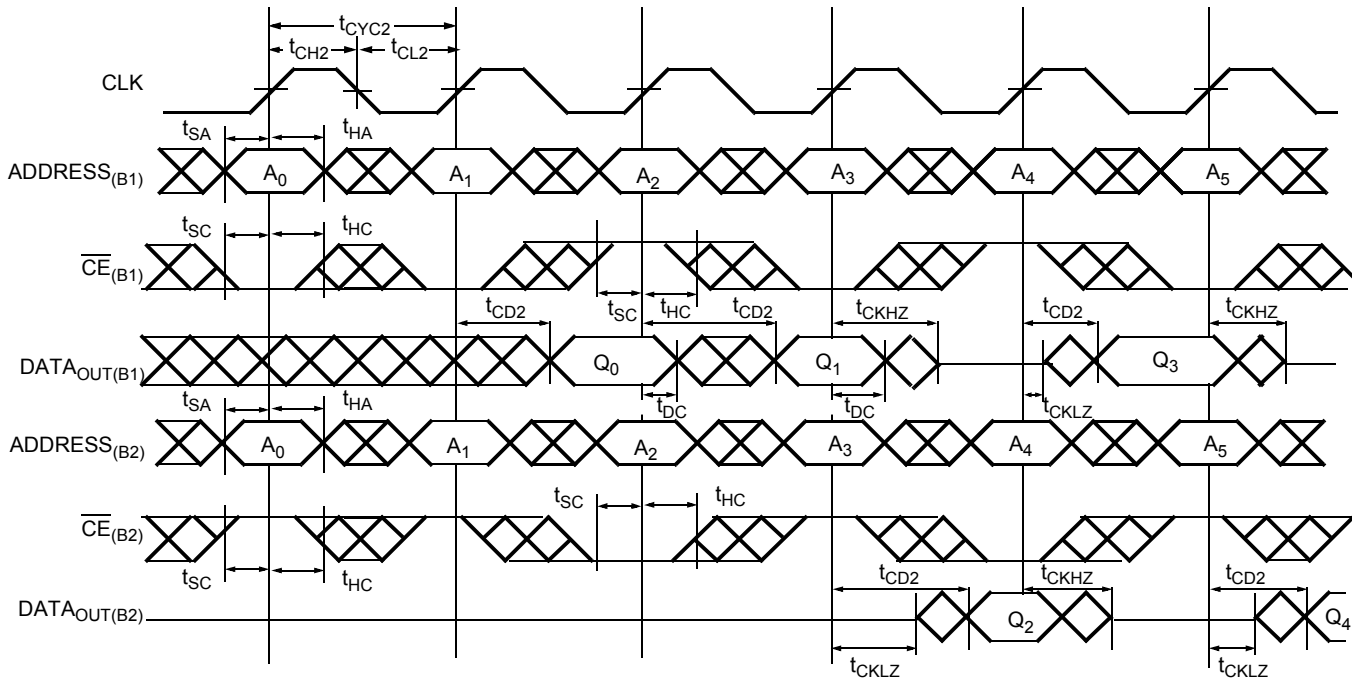 tCYC2
tCH2 tCL2
CLK
tSA tHA
ADDRESS(B1) A0 A1 A2 A3 A4 A5
tSC tHC
CE(B1)
tCD2 tSC tHC tCD2 tCKHZ tCD2 tCKHZ
DATAOUT(B1) Q0 Q1 Q3
tSA tHA tDC tDC tCKLZ
ADDRESS(B2) A0 A1 A2 A3 A4 A5
tSC tHC
CE(B2)
tSC tHC tCD2 tCKHZ tCD2
DATAOUT(B2) Q2 Q4
tCKLZ tCKLZ